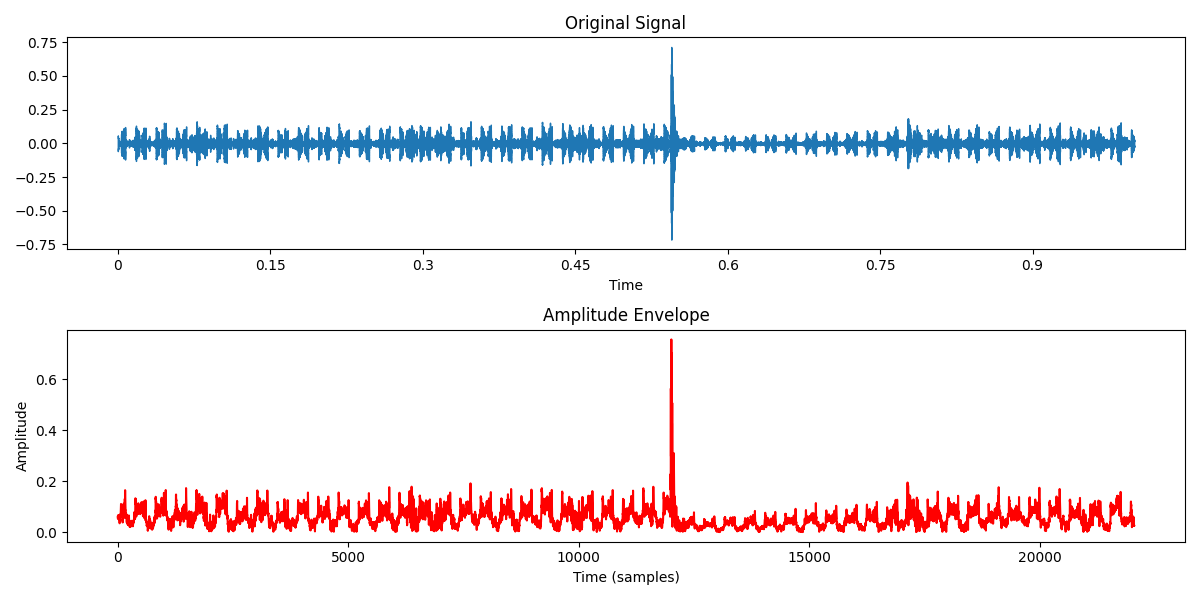 Original Signal
0.75
0.50
0.25
0.00
−0.25
−0.50
−0.75
0 0.15 0.3 0.45 0.6 0.75 0.9
Time
Amplitude Envelope
Amplitude
0.6
0.4
0.2
0.0
0 5000 10000 15000 20000
Time (samples)